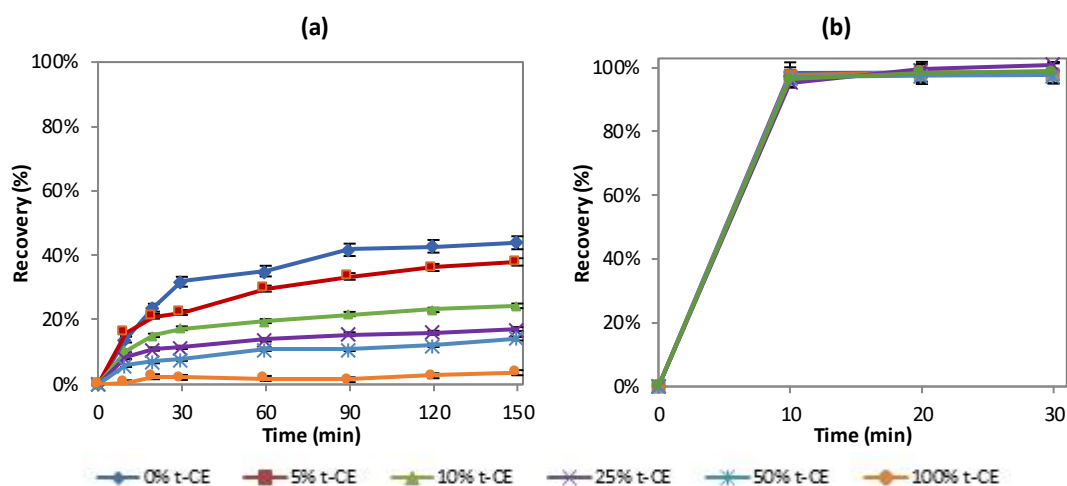 (a)
(b)
100%
80%
60%
40%
20%
0%
Recovery (%)
0
30
60
90
120
150
Time (min)
100%
80%
60%
40%
20%
0%
Recovery (%)
0
10
20
30
Time (min)
0% t-CE
5% t-CE
10% t-CE
25% t-CE
50% t-CE
100% t-CE